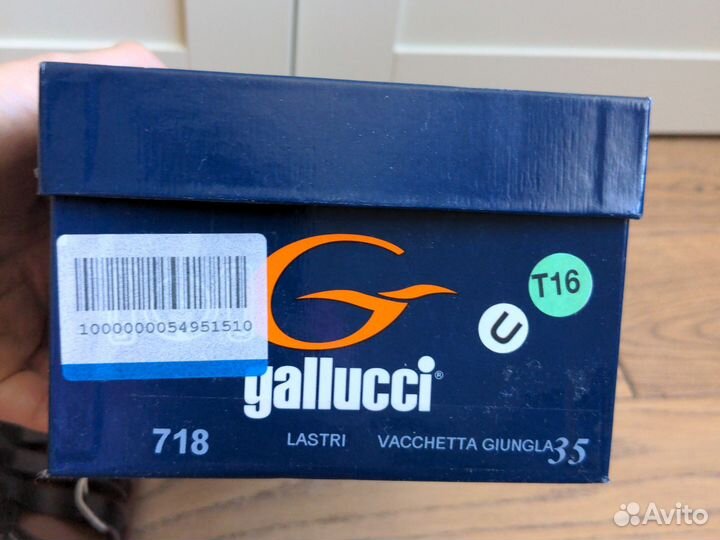 1000000054951510
T16
U
gallucci®
718 LASTRI VACCHETTA GIUNGLA 35
Avito